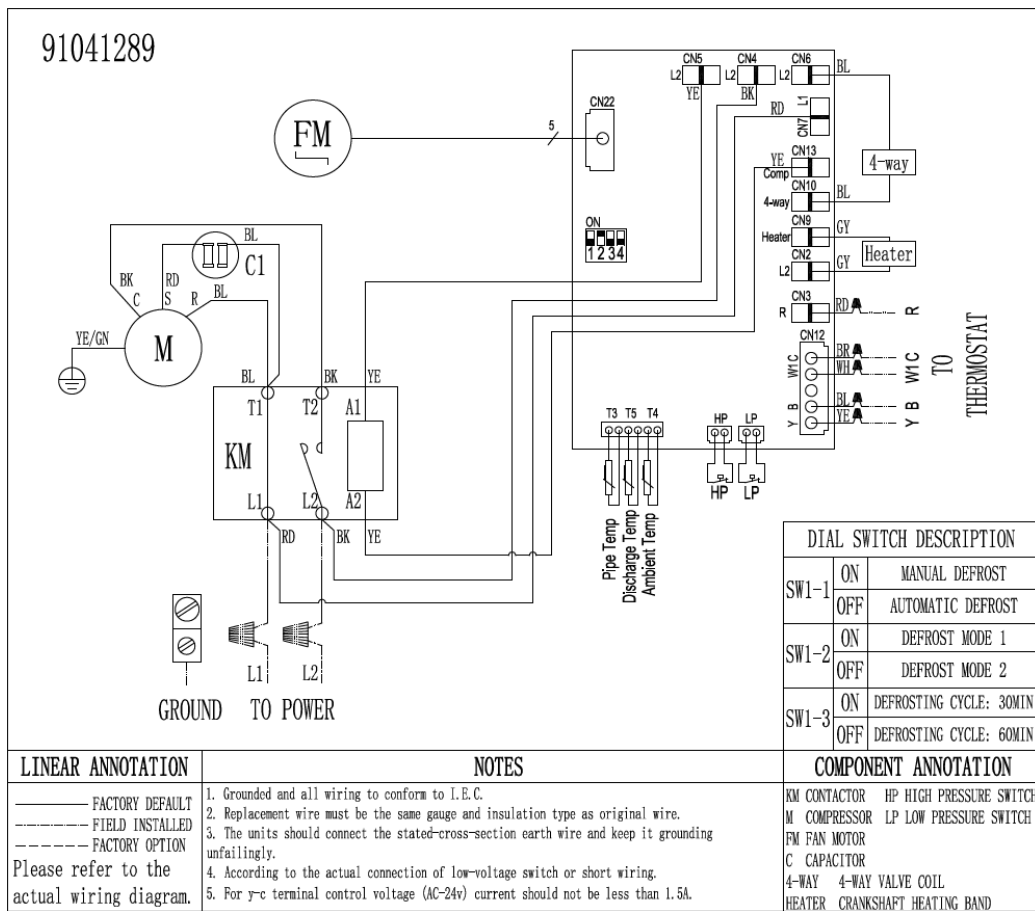 91041289
CN5
CN4
CN6
L2
L2
L2
BL
YE
BK
CN22
RD
L1
CN7
FM
5
CN13
YE
Comp
4-way
CN10
4-way
BL
ON
1 2 3 4
CN9
GY
Heater
Heater
CN2
GY
L2
BL
C1
BK
RD
C
S
R
BL
CN3
R
RD
R
YE/GN
M
CN12
BR
W1C
W1C
WH
BL
Y B
Y B
YE
TO
THERMOSTAT
BL
BK
YE
T1
T2
A1
KM
L1
L2
A2
RD
BK
YE
T3 T5 T4
HP LP
HP LP
Pipe Temp
Discharge Temp
Ambient Temp
L1
L2
GROUND TO POWER
DIAL SWITCH DESCRIPTION
SW1-1
ON MANUAL DEFROST
OFF AUTOMATIC DEFROST
SW1-2
ON DEFROST MODE 1
OFF DEFROST MODE 2
SW1-3
ON DEFROSTING CYCLE: 30MIN
OFF DEFROSTING CYCLE: 60MIN
LINEAR ANNOTATION
FACTORY DEFAULT
FIELD INSTALLED
FACTORY OPTION
Please refer to the
actual wiring diagram.
NOTES
1. Grounded and all wiring to conform to I.E.C.
2. Replacement wire must be the same gauge and insulation type as original wire.
3. The units should connect the stated-cross-section earth wire and keep it grounding
unfailingly.
4. According to the actual connection of low-voltage switch or short wiring.
5. For y-c terminal control voltage (AC-24v) current should not be less than 1.5A.
COMPONENT ANNOTATION
KM CONTACTOR HP HIGH PRESSURE SWITCH
M COMPRESSOR LP LOW PRESSURE SWITCH
FM FAN MOTOR
C CAPACITOR
4-WAY 4-WAY VALVE COIL
HEATER CRANKSHAFT HEATING BAND